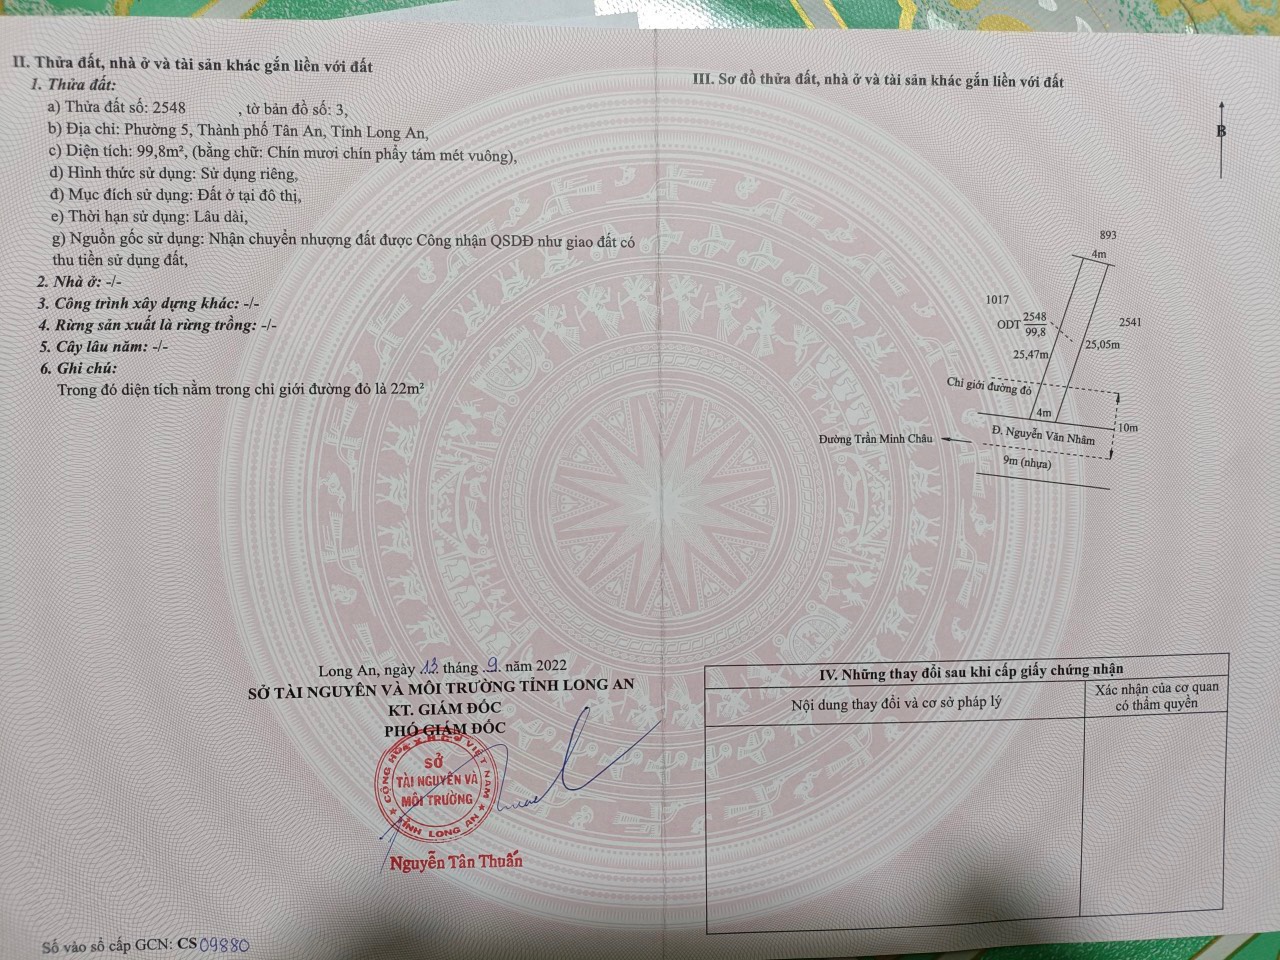 II. Thửa đất, nhà ở và tài sản khác gắn liền với đất
1. Thửa đất:
a) Thửa đất số: 2548 , tờ bản đồ số: 3,
b) Địa chỉ: Phường 5, Thành phố Tân An, Tỉnh Long An,
c) Diện tích: 99,8m², (bằng chữ: Chín mươi chín phẩy tám mét vuông),
d) Hình thức sử dụng: Sử dụng riêng,
đ) Mục đích sử dụng: Đất ở tại đô thị,
e) Thời hạn sử dụng: Lâu dài,
g) Nguồn gốc sử dụng: Nhận chuyển nhượng đất được Công nhận QSDĐ như giao đất có
thu tiền sử dụng đất,
2. Nhà ở: -/-
3. Công trình xây dựng khác: -/-
4. Rừng sản xuất là rừng trồng: -/-
5. Cây lâu năm: -/-
6. Ghi chú:
Trong đó diện tích nằm trong chỉ giới đường đỏ là 22m²
Long An, ngày 13 tháng 9 năm 2022
SỞ TÀI NGUYÊN VÀ MÔI TRƯỜNG TỈNH LONG AN
KT. GIÁM ĐỐC
PHÓ GIÁM ĐỐC
CỘNG HÒA X.H.C.N VIỆT NAM
SỞ
TÀI NGUYÊN VÀ
MÔI TRƯỜNG
TỈNH LONG AN
Nguyễn Tân Thuấn
Số vào sổ cấp GCN: CS 09880
III. Sơ đồ thửa đất, nhà ở và tài sản khác gắn liền với đất
B
893
4m
1017
ODT 2548
99,8
2541
25,05m
25,47m
Chỉ giới đường đỏ
4m
10m
Đ. Nguyễn Văn Nhâm
Đường Trần Minh Châu
9m (nhựa)
IV. Những thay đổi sau khi cấp giấy chứng nhận
Nội dung thay đổi và cơ sở pháp lý
Xác nhận của cơ quan
có thẩm quyền